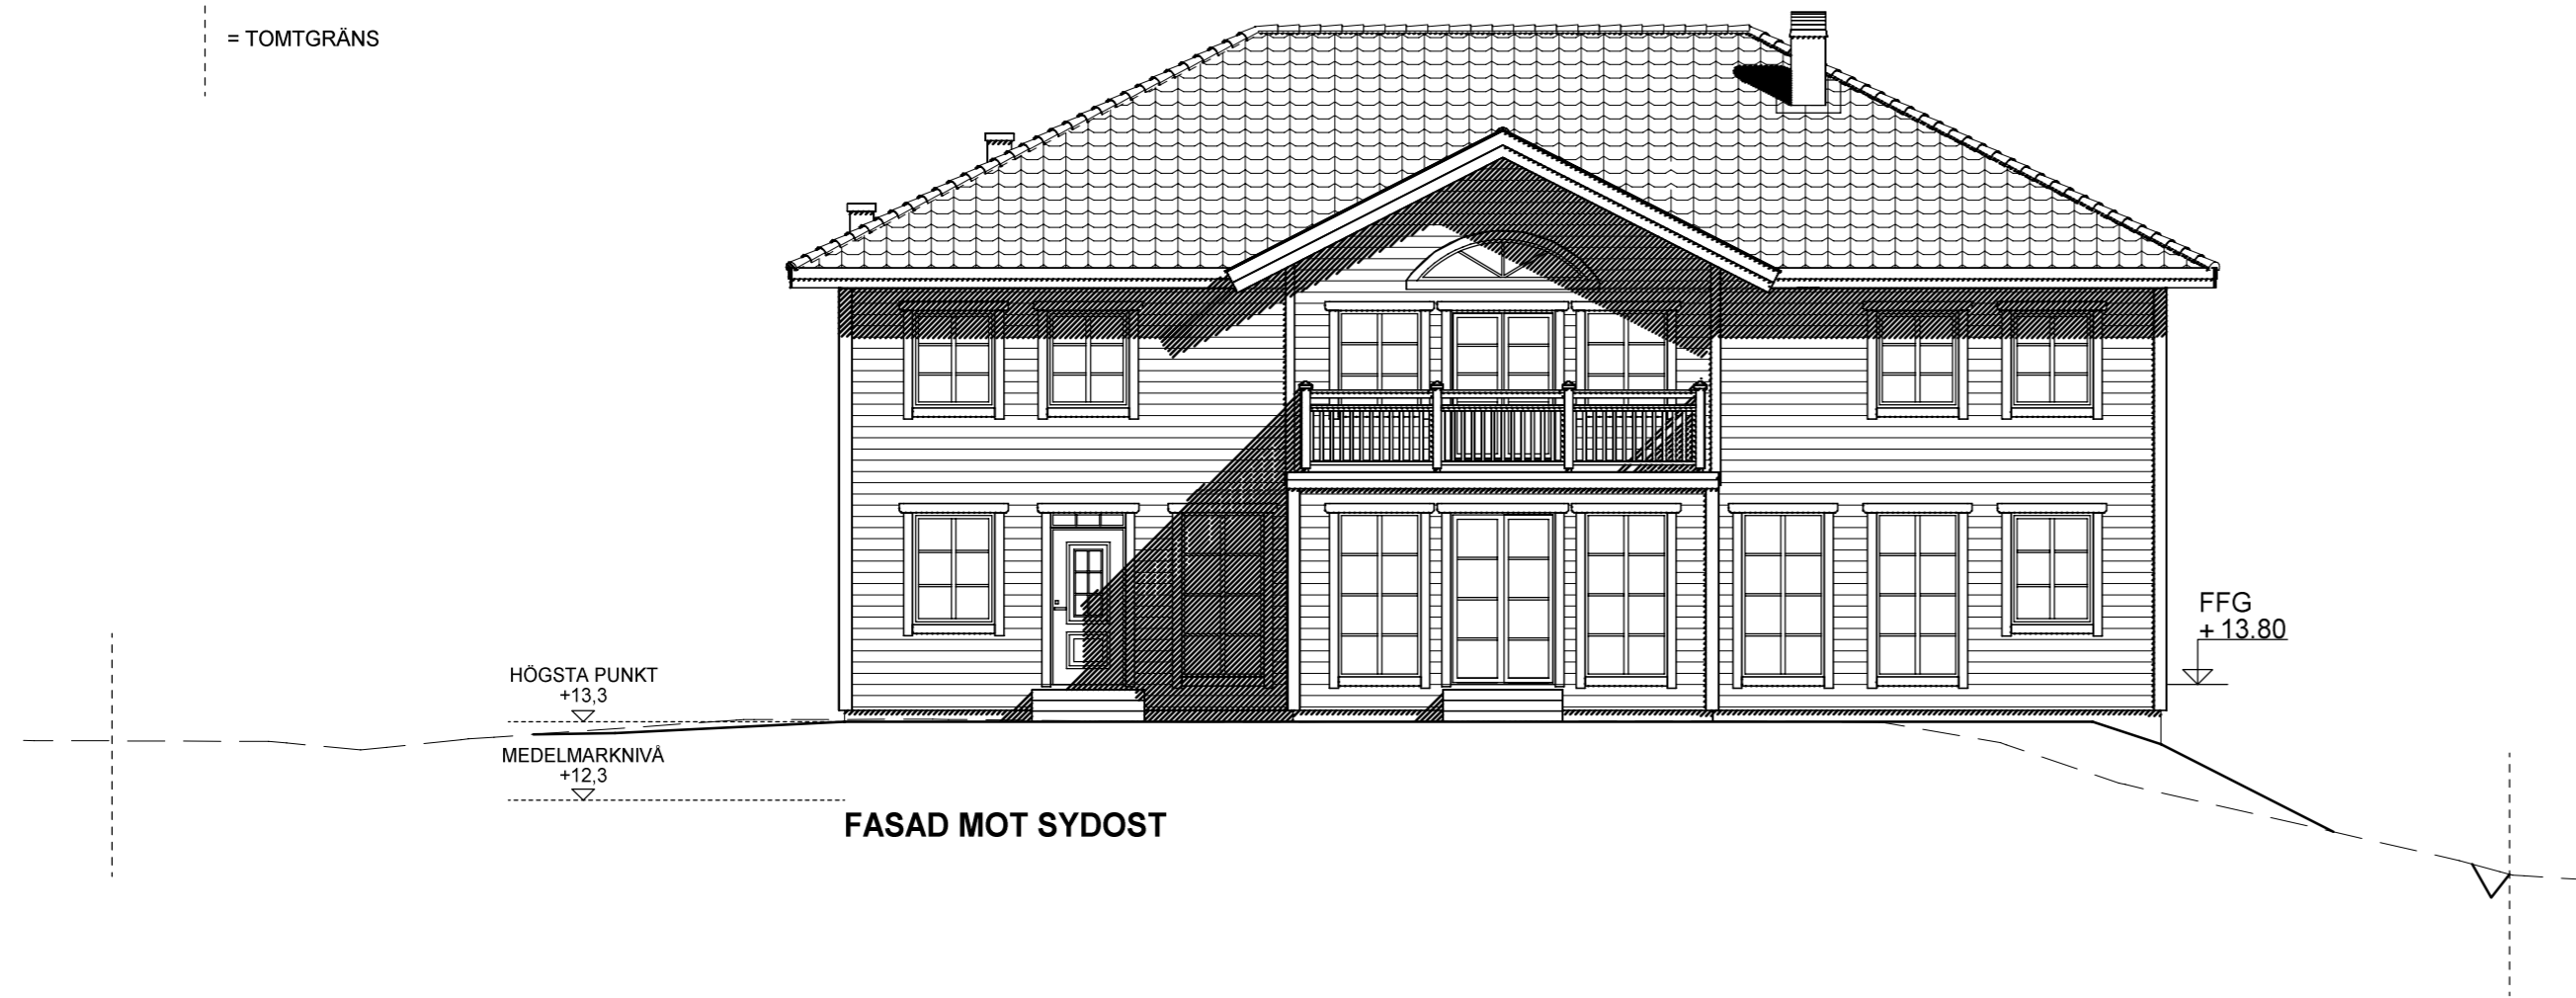 = TOMTGRÄNS
FFG
+ 13.80
HÖGSTA PUNKT
+13,3
MEDELMARKNIVÅ
+12,3
FASAD MOT SYDOST